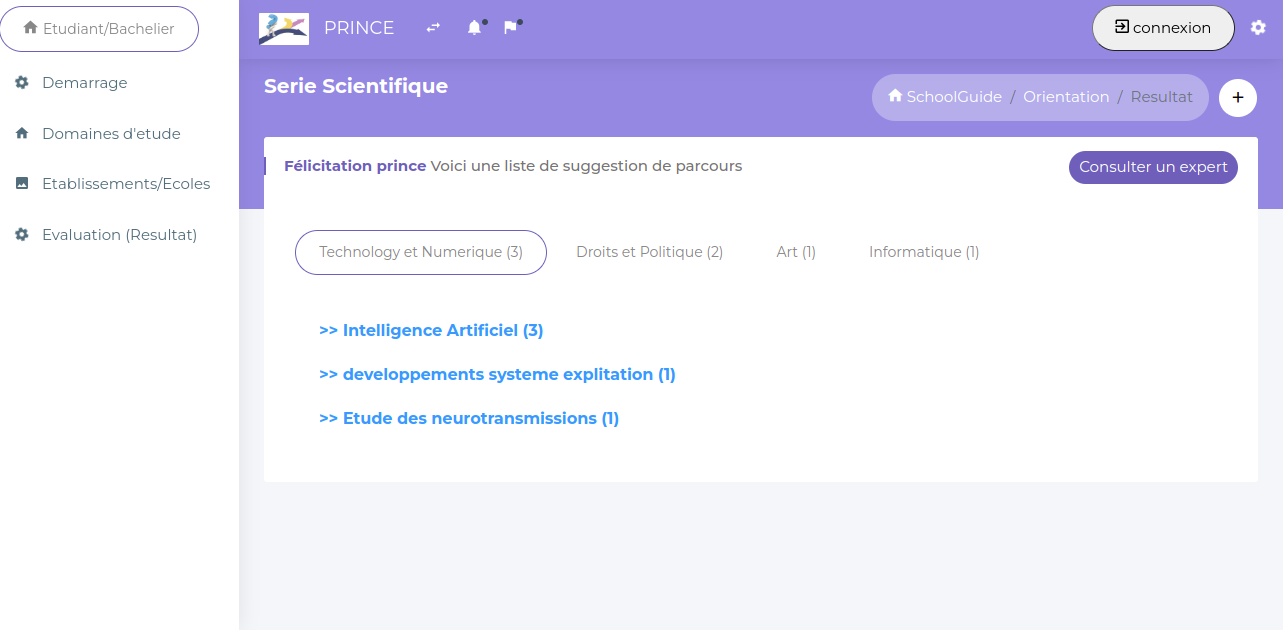 Etudiant/Bachelier
Demarrage
Domaines d'etude
Etablissements/Ecoles
Evaluation (Resultat)
PRINCE
connexion
Serie Scientifique
SchoolGuide / Orientation / Resultat
+
Félicitation prince Voici une liste de suggestion de parcours
Consulter un expert
Technology et Numerique (3) Droits et Politique (2) Art (1) Informatique (1)
>> Intelligence Artificiel (3)
>> developpements systeme explitation (1)
>> Etude des neurotransmissions (1)